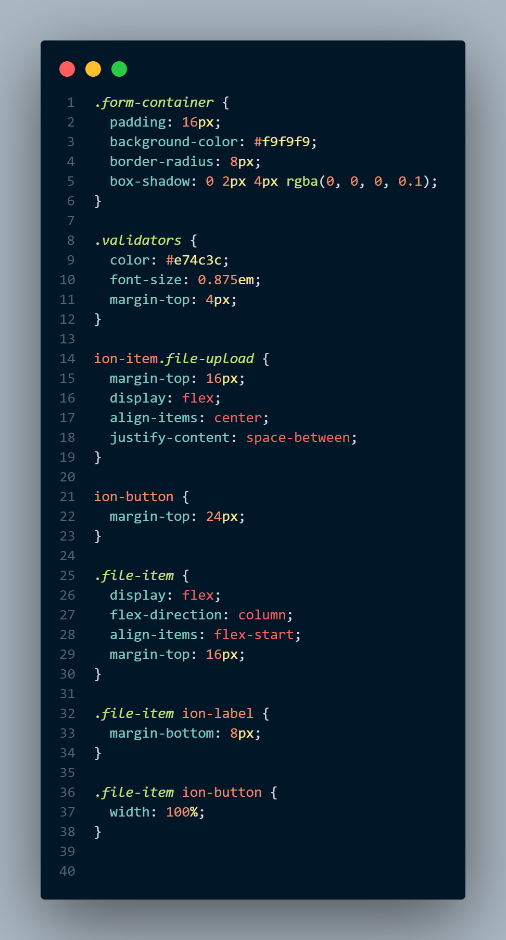 1 .form-container {
2   padding: 16px;
3   background-color: #f9f9f9;
4   border-radius: 8px;
5   box-shadow: 0 2px 4px rgba(0, 0, 0, 0.1);
6 }
7
8 .validators {
9   color: #e74c3c;
10   font-size: 0.875em;
11   margin-top: 4px;
12 }
13
14 ion-item.file-upload {
15   margin-top: 16px;
16   display: flex;
17   align-items: center;
18   justify-content: space-between;
19 }
20
21 ion-button {
22   margin-top: 24px;
23 }
24
25 .file-item {
26   display: flex;
27   flex-direction: column;
28   align-items: flex-start;
29   margin-top: 16px;
30 }
31
32 .file-item ion-label {
33   margin-bottom: 8px;
34 }
35
36 .file-item ion-button {
37   width: 100%;
38 }
39
40